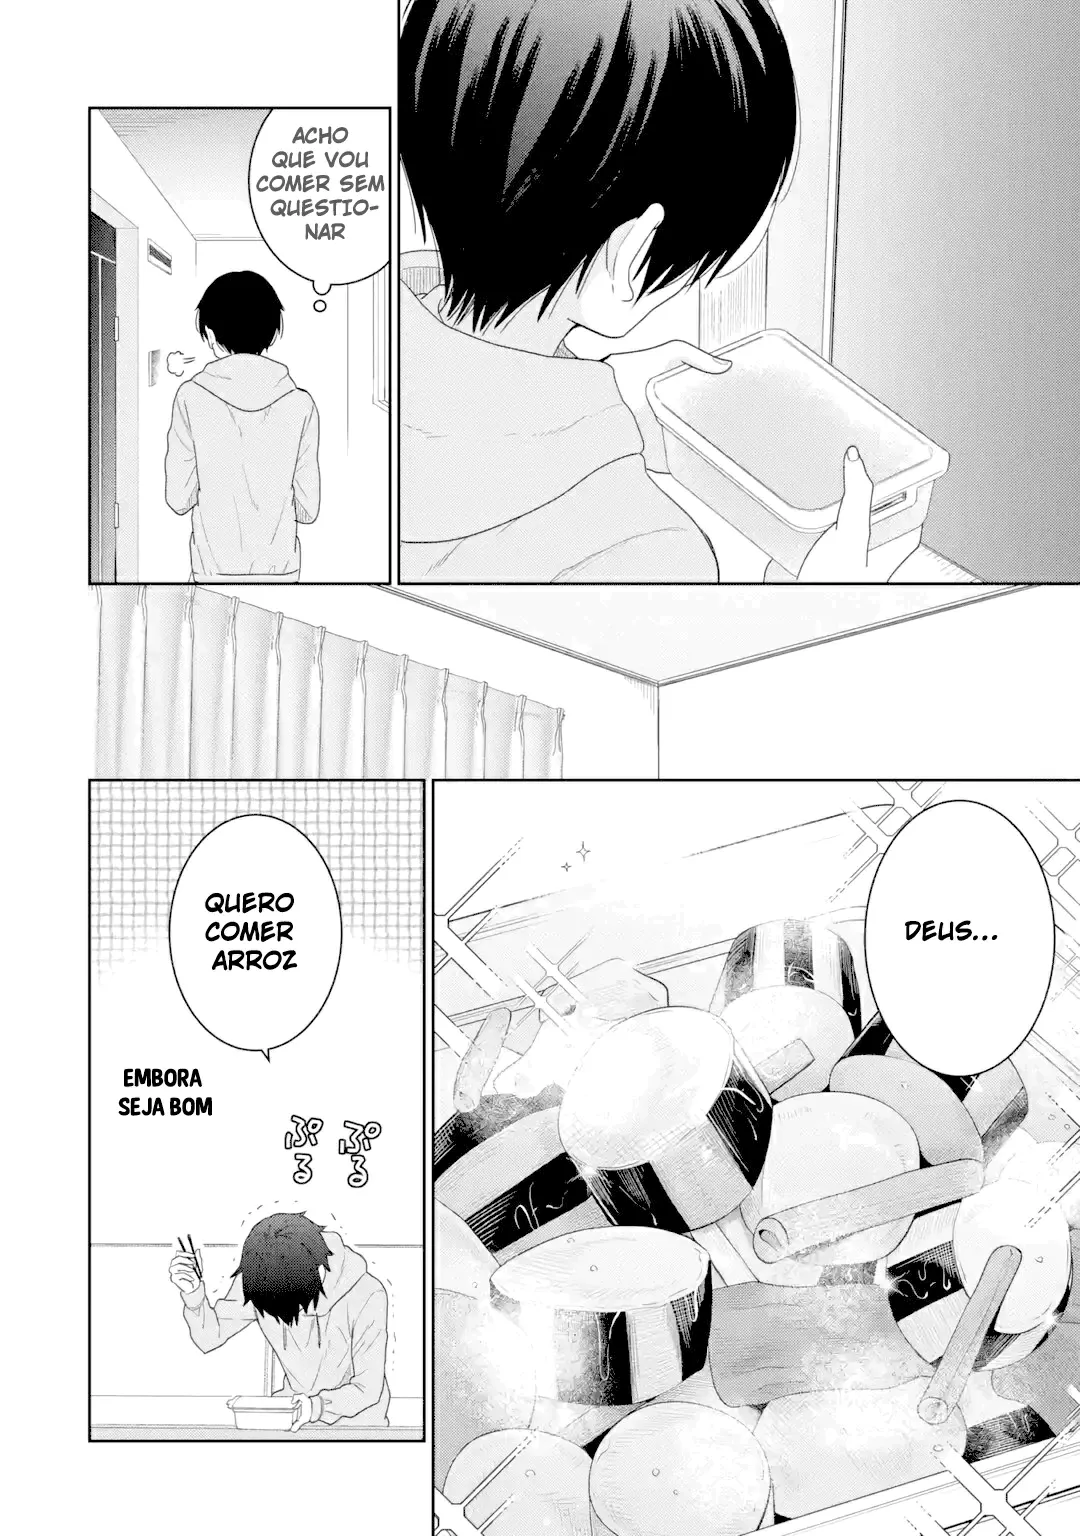 ACHO
QUE VOU
COMER SEM
QUESTIO-
NAR
DEUS...
QUERO
COMER
ARROZ
EMBORA
SEJA BOM
ぷる
ぷる